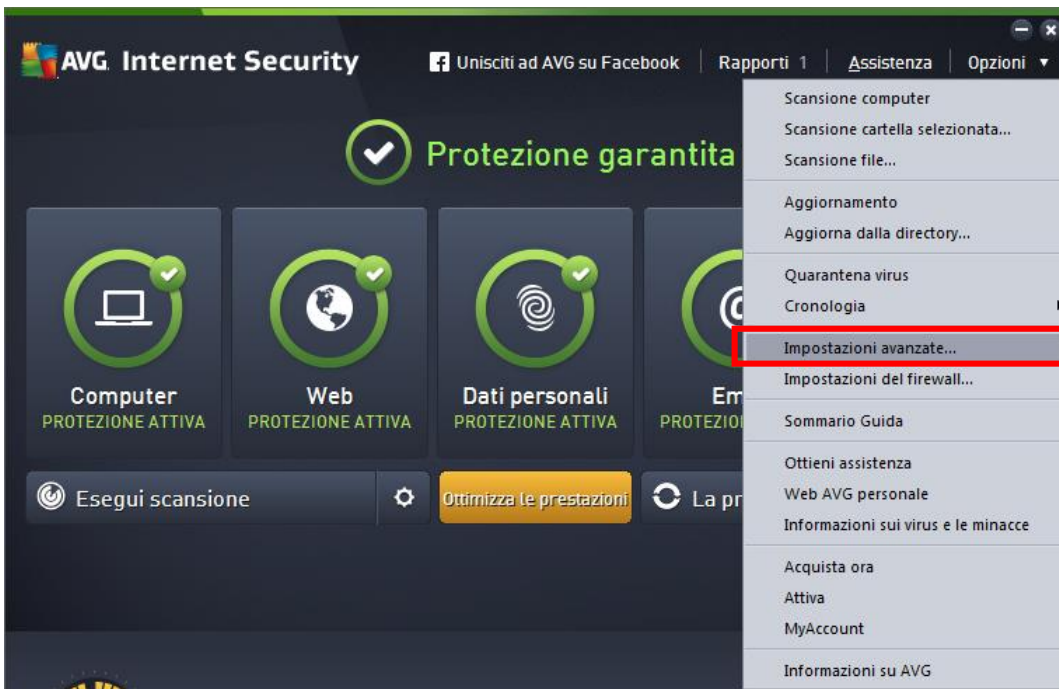 AVG Internet Security
Unisciti ad AVG su Facebook
Rapporti 1
Assistenza
Opzioni
Protezione garantita
Computer
PROTEZIONE ATTIVA
Web
PROTEZIONE ATTIVA
Dati personali
PROTEZIONE ATTIVA
Em
PROTEZIO
Esegui scansione
Ottimizza le prestazioni
La pr
Scansione computer
Scansione cartella selezionata...
Scansione file...
Aggiornamento
Aggiorna dalla directory...
Quarantena virus
Cronologia
Impostazioni avanzate...
Impostazioni del firewall...
Sommario Guida
Ottieni assistenza
Web AVG personale
Informazioni sui virus e le minacce
Acquista ora
Attiva
MyAccount
Informazioni su AVG